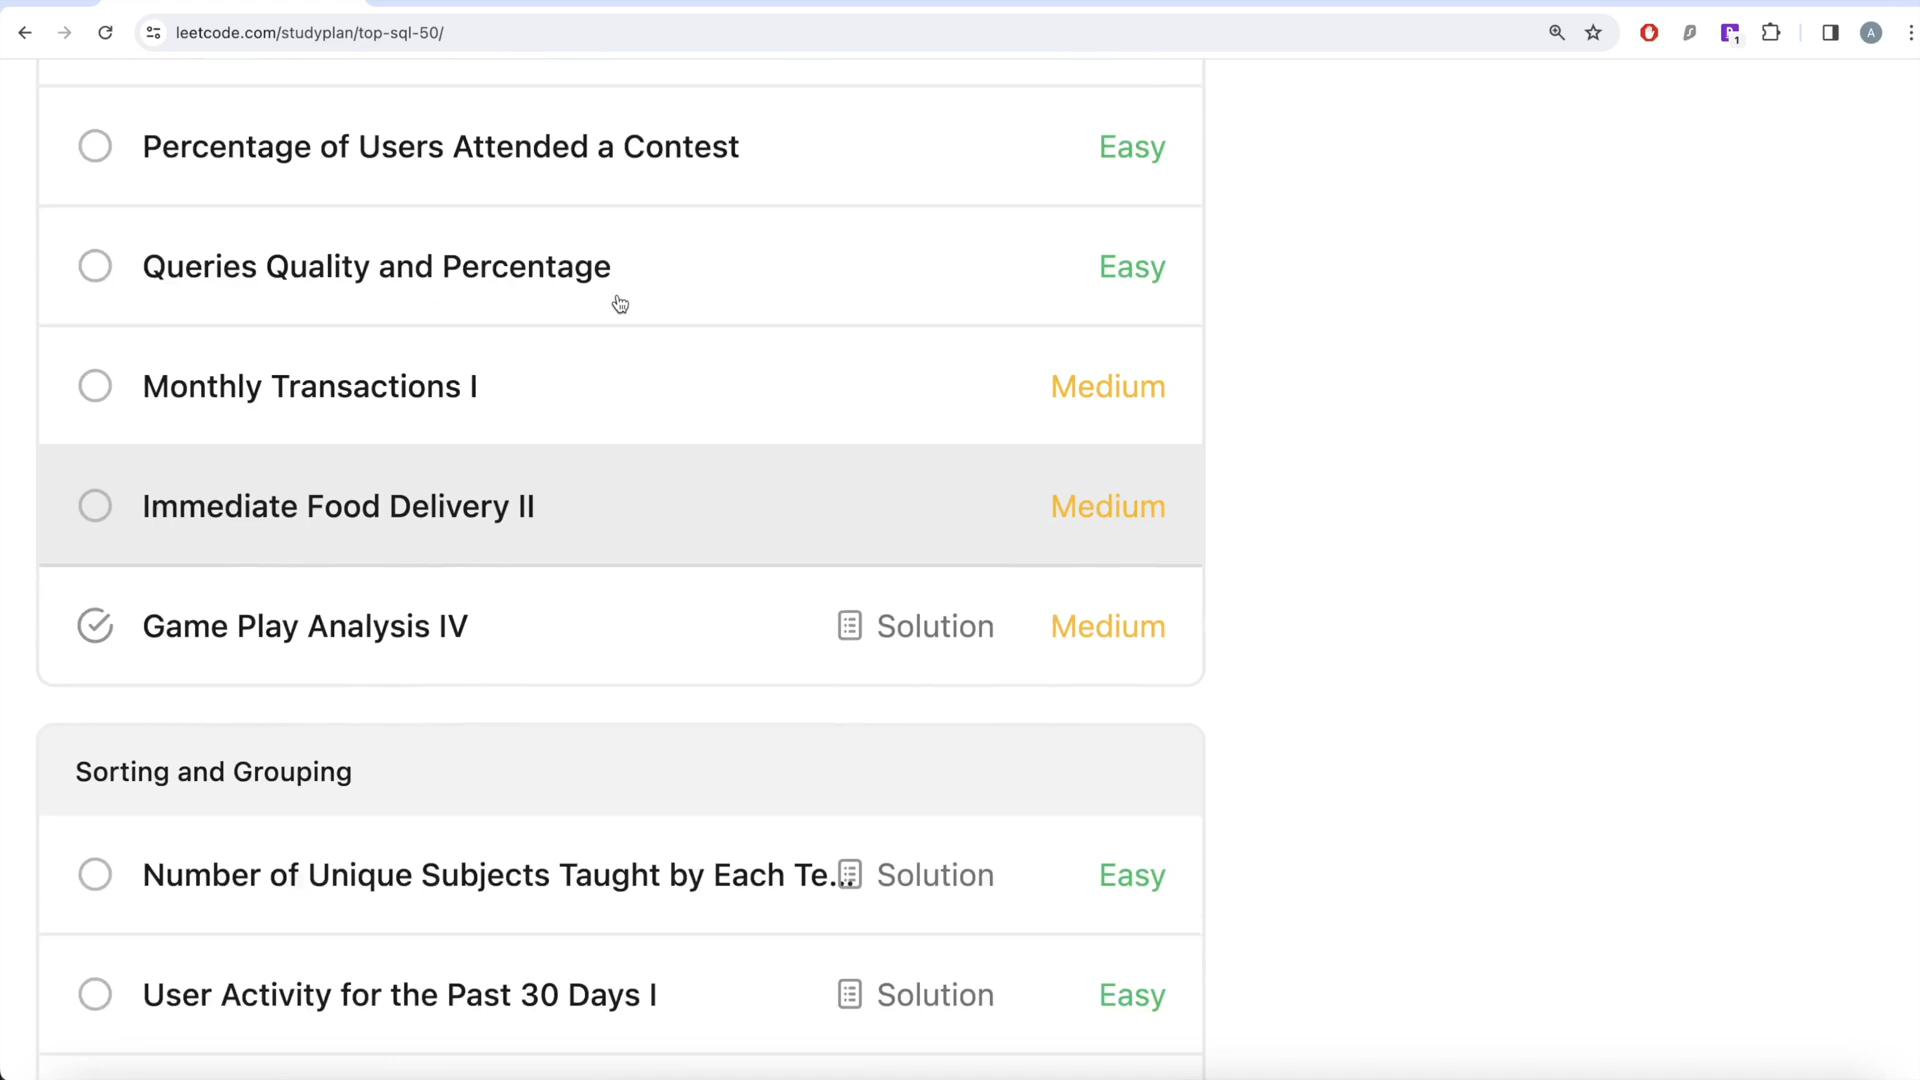 leetcode.com/studyplan/top-sql-50/
1
A
Percentage of Users Attended a Contest Easy
Queries Quality and Percentage Easy
Monthly Transactions I Medium
Immediate Food Delivery II Medium
Game Play Analysis IV Solution Medium
Sorting and Grouping
Number of Unique Subjects Taught by Each Te... Solution Easy
User Activity for the Past 30 Days I Solution Easy